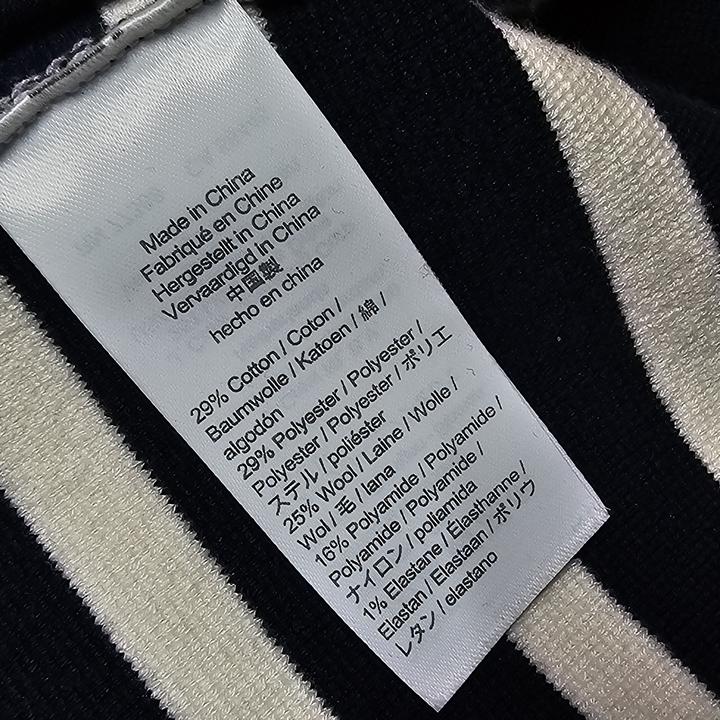 Made in China
Fabriqué en Chine
Hergestellt in China
Vervaardigd In China
中国製
hecho en china
29% Cotton / Coton /
Baumwolle / Katoen / 綿 /
algodón
29% Polyester / Polyester /
Polyester / Polyester / ポリエ
ステル / poliéster
25% Wool / Laine / Wolle /
Wol / 毛 / lana
16% Polyamide / Polyamide /
Polyamide / Polyamide /
ナイロン / poliamida
1% Elastane / Élasthanne /
Elastan / Elastaan / ポリウ
レタン / elastano